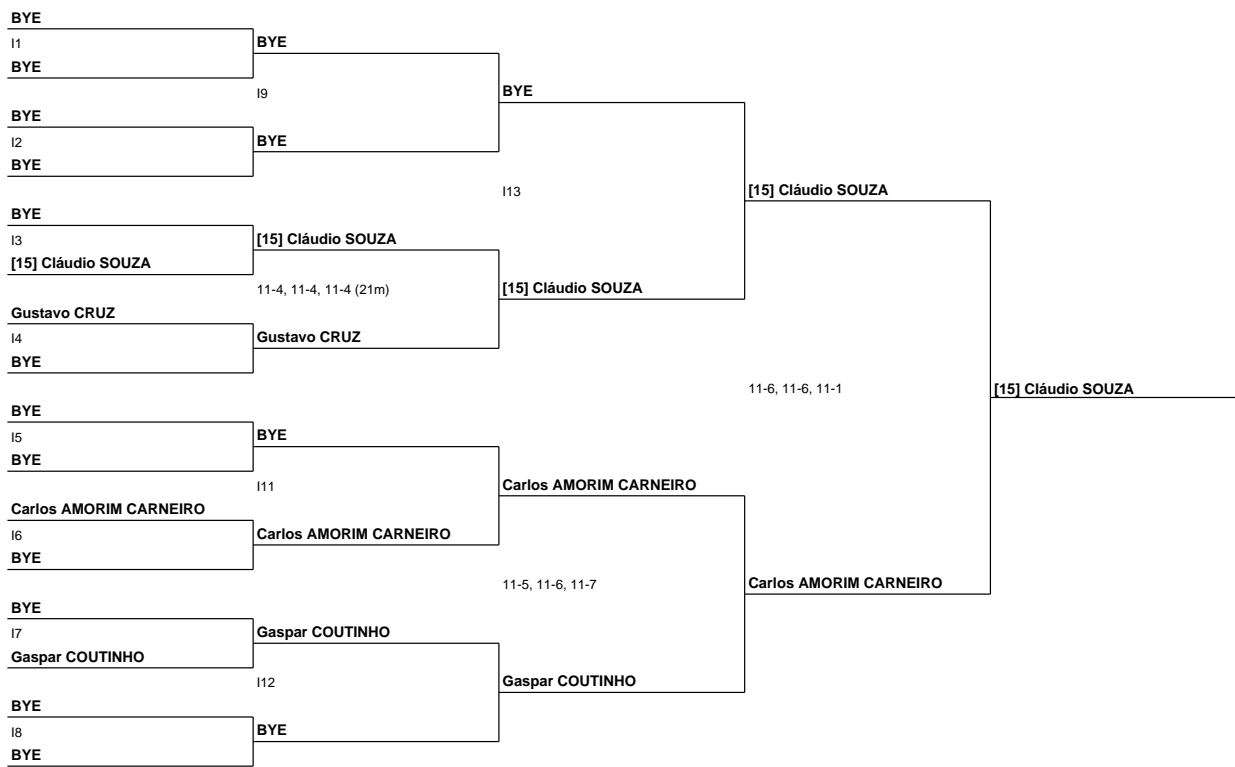 BYE
I1
BYE
BYE
I9
BYE
BYE
I2
BYE
BYE
I13
[15] Cláudio SOUZA
BYE
I3
[15] Cláudio SOUZA
[15] Cláudio SOUZA
11-4, 11-4, 11-4 (21m)
[15] Cláudio SOUZA
Gustavo CRUZ
I4
Gustavo CRUZ
BYE
11-6, 11-6, 11-1
[15] Cláudio SOUZA
BYE
I5
BYE
BYE
I11
Carlos AMORIM CARNEIRO
Carlos AMORIM CARNEIRO
I6
Carlos AMORIM CARNEIRO
BYE
11-5, 11-6, 11-7
Carlos AMORIM CARNEIRO
BYE
I7
Gaspar COUTINHO
Gaspar COUTINHO
I12
Gaspar COUTINHO
BYE
I8
BYE
BYE